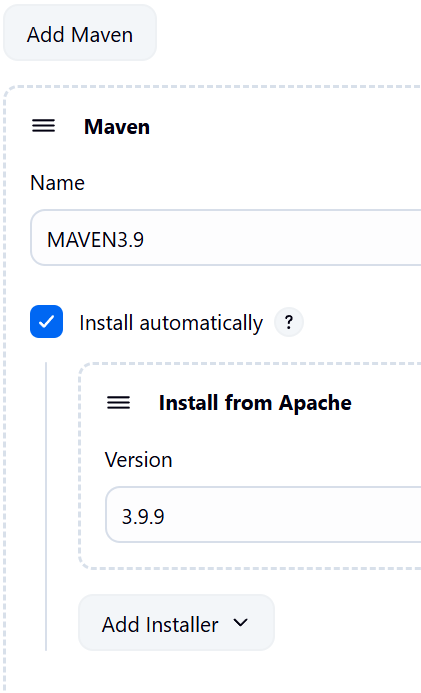 Add Maven
Maven
Name
MAVEN3.9
Install automatically ?
Install from Apache
Version
3.9.9
Add Installer